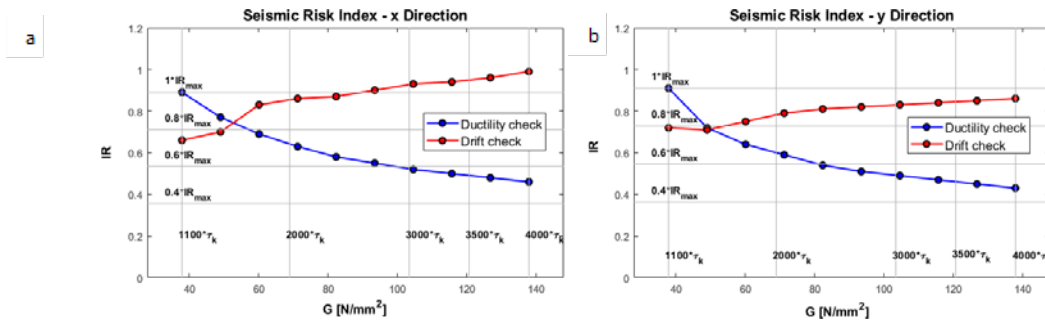 a
Seismic Risk Index - x Direction
1.2
1
0.8
0.6
0.4
0.2
0
IR
1*IRmax
0.8*IRmax
0.6*IRmax
0.4*IRmax
Ductility check
Drift check
1100*τk
2000*τk
3000*τk
3500*τk
4000*τk
40 60 80 100 120 140
G [N/mm²]
b
Seismic Risk Index - y Direction
1.2
1
0.8
0.6
0.4
0.2
0
IR
1*IRmax
0.8*IRmax
0.6*IRmax
0.4*IRmax
Ductility check
Drift check
1100*τk
2000*τk
3000*τk
3500*τk
4000*τk
40 60 80 100 120 140
G [N/mm²]